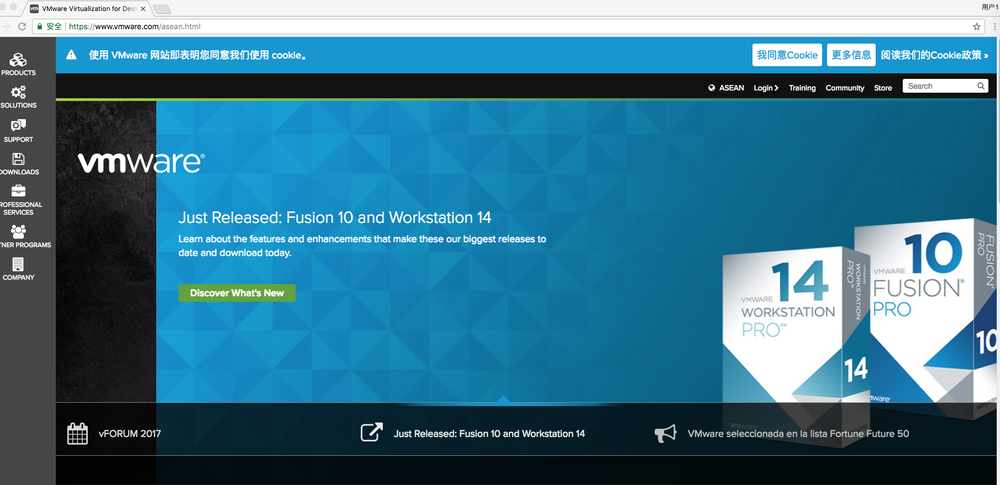 VMware Virtualization for Desk
用户1
安全
https://www.vmware.com/asean.html
使用 VMware 网站即表明您同意我们使用 cookie。
我同意Cookie
更多信息
阅读我们的Cookie政策 »
ASEAN
Login
Training
Community
Store
Search
PRODUCTS
SOLUTIONS
SUPPORT
DOWNLOADS
ROFESSIONAL
SERVICES
TNER PROGRAMS
COMPANY
vmware®
Just Released: Fusion 10 and Workstation 14
Learn about the features and enhancements that make these our biggest releases to
date and download today.
Discover What's New
14
VMWARE
WORKSTATION
PRO™
VMWARE
WORKSTATION
PRO™
14
10
VMWARE
FUSION®
PRO
FUSION®
PRO
10
vmware
vmware
vmware
vFORUM 2017
Just Released: Fusion 10 and Workstation 14
VMware seleccionada en la lista Fortune Future 50